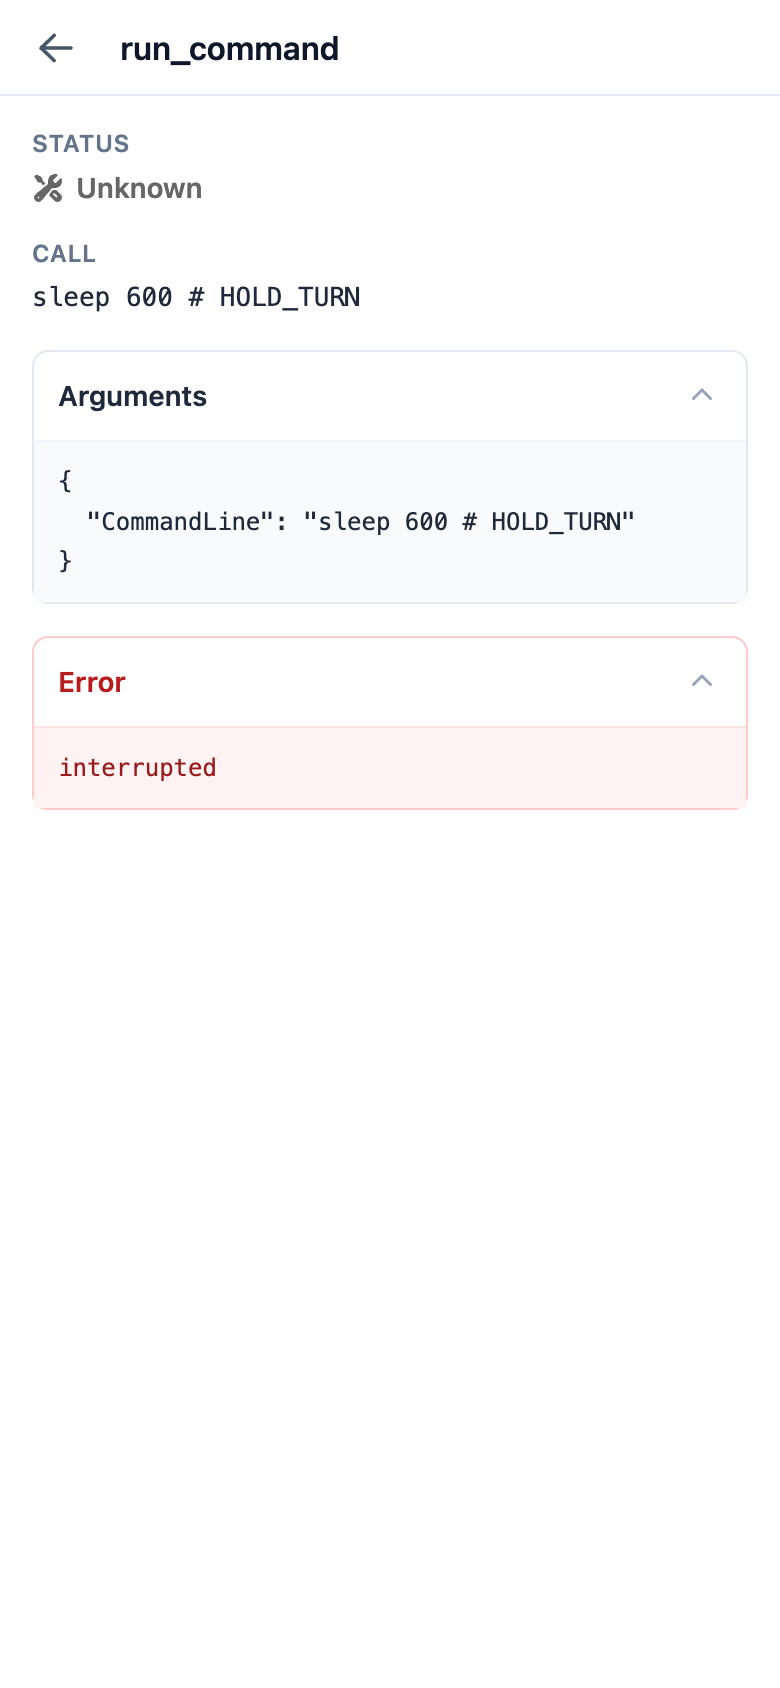 run_command
STATUS
Unknown
CALL
sleep 600 # HOLD_TURN
Arguments
{
  "CommandLine": "sleep 600 # HOLD_TURN"
}
Error
interrupted